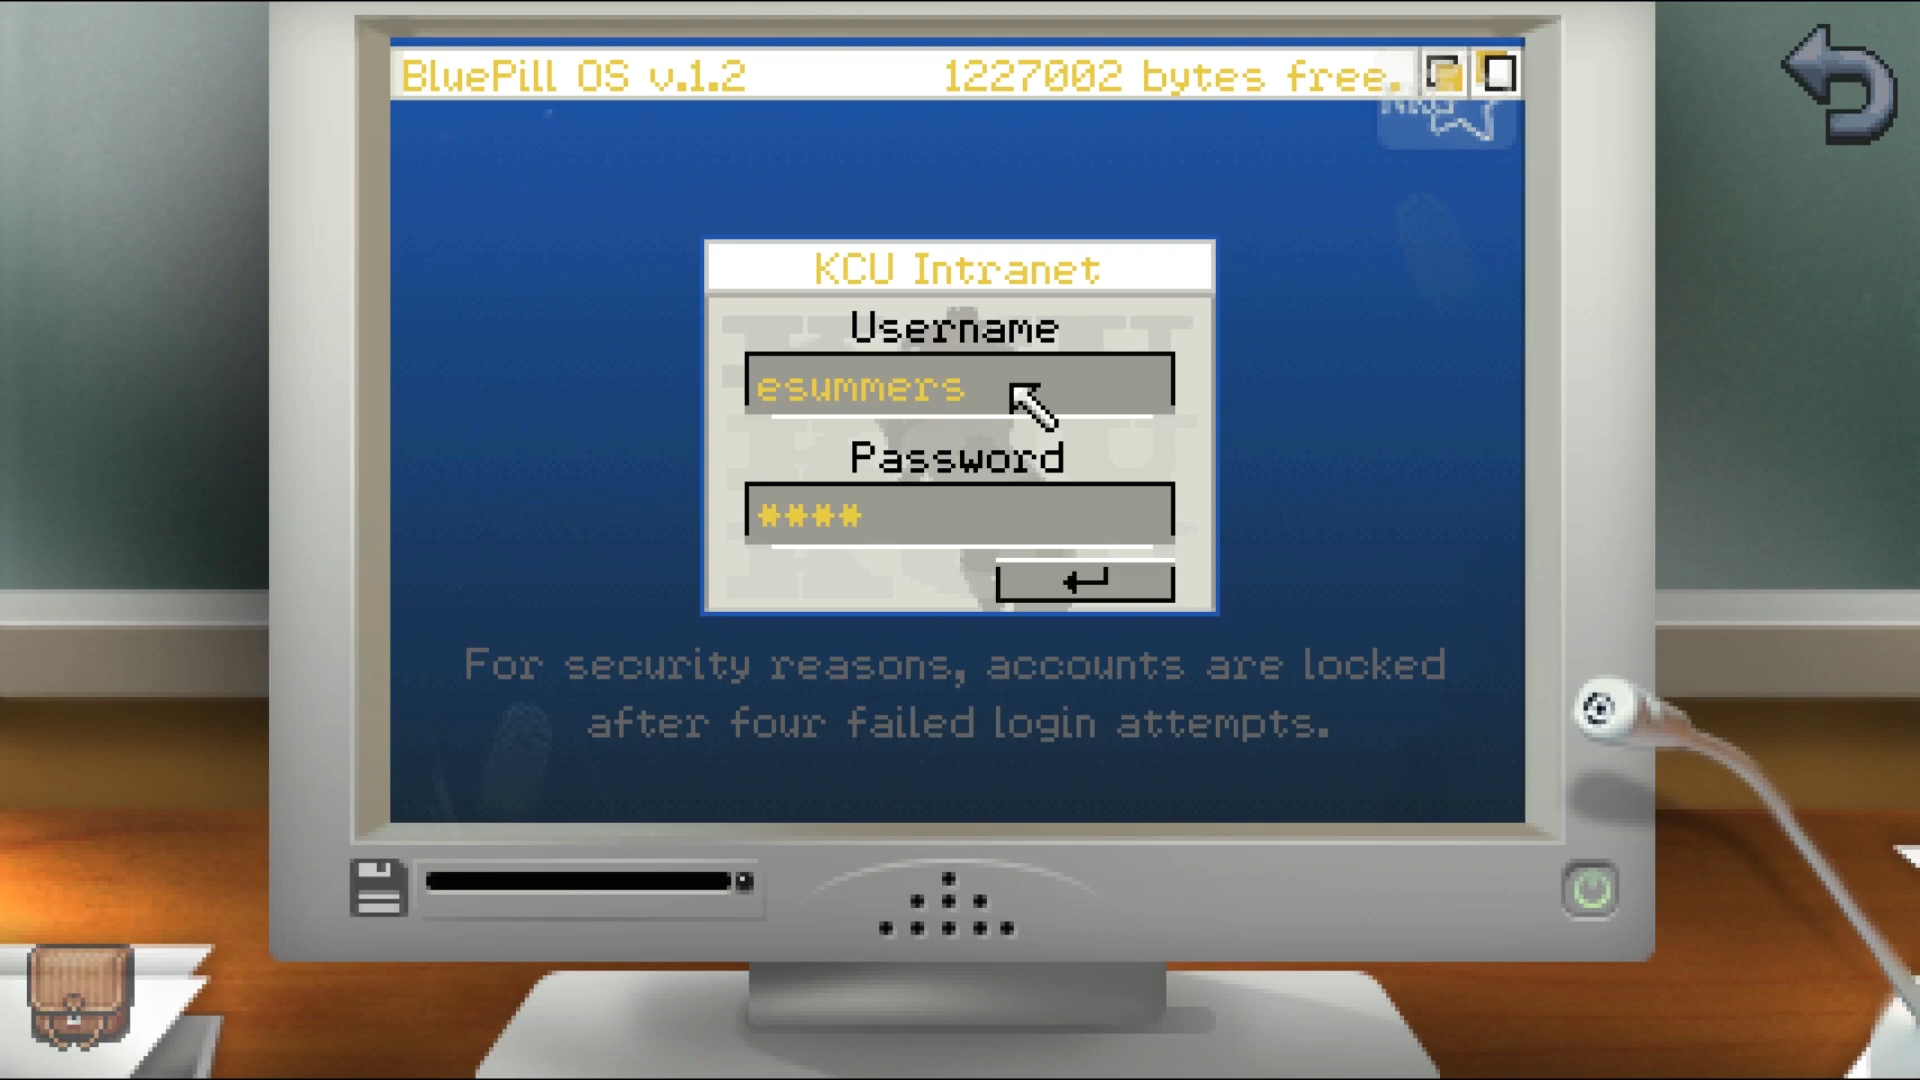 BluePill OS v.1.2 1227002 bytes free.
KCU Intranet
Username
esummers
Password
****
For security reasons, accounts are locked
after four failed login attempts.